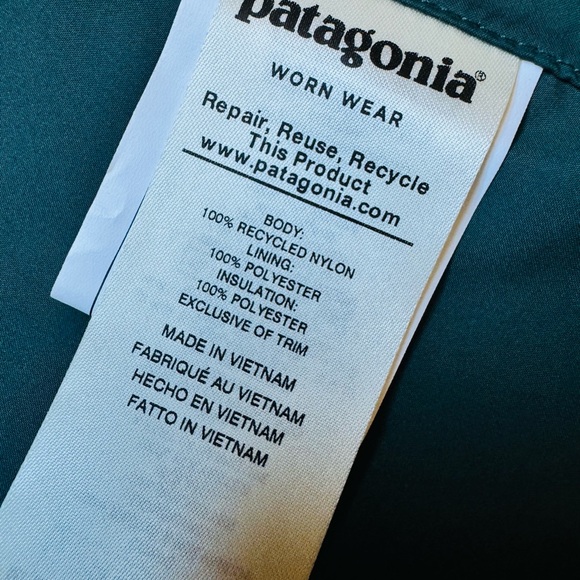 patagonia®
WORN WEAR
Repair, Reuse, Recycle
This Product
www.patagonia.com
BODY:
100% RECYCLED NYLON
LINING:
100% POLYESTER
INSULATION:
100% POLYESTER
EXCLUSIVE OF TRIM
MADE IN VIETNAM
FABRIQUÉ AU VIETNAM
HECHO EN VIETNAM
FATTO IN VIETNAM